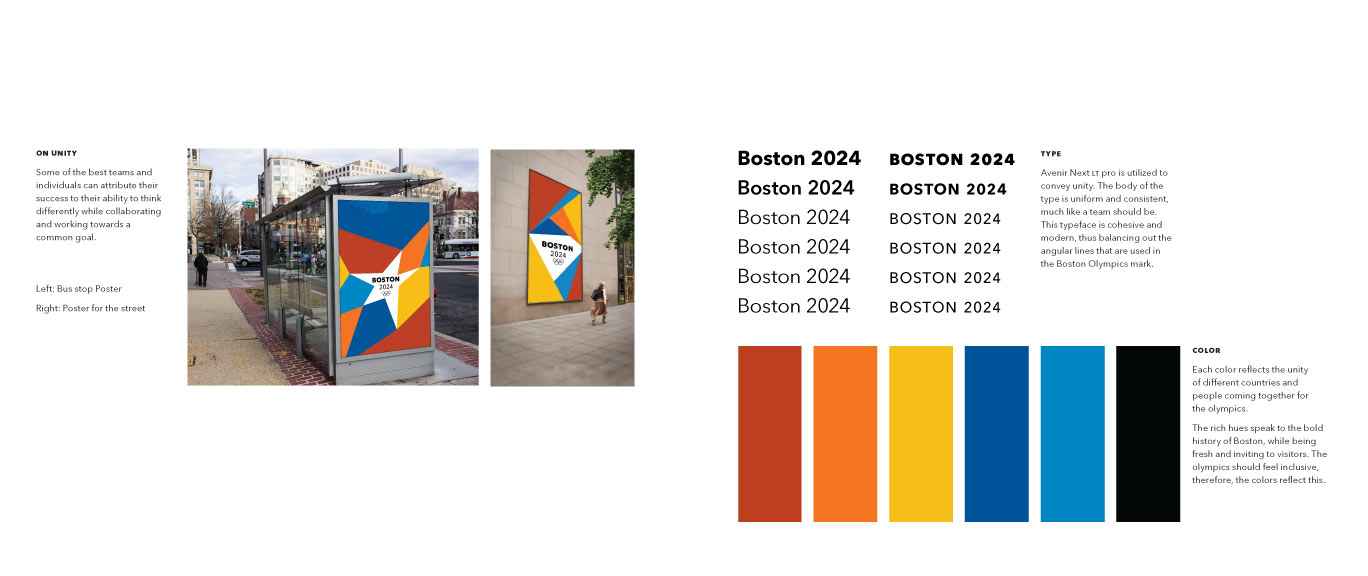 ON UNITY
Some of the best teams and
individuals can attribute their
success to their ability to think
differently while collaborating
and working towards a
common goal.
Left: Bus stop Poster
Right: Poster for the street
BOSTON
2024
BOSTON
2024
Boston 2024
Boston 2024
Boston 2024
Boston 2024
Boston 2024
Boston 2024
BOSTON 2024
BOSTON 2024
BOSTON 2024
BOSTON 2024
BOSTON 2024
BOSTON 2024
TYPE
Avenir Next LT pro is utilized to
convey unity. The body of the
type is uniform and consistent,
much like a team should be.
This typeface is cohesive and
modern, thus balancing out the
angular lines that are used in
the Boston Olympics mark.
COLOR
Each color reflects the unity
of different countries and
people coming together for
the olympics.
The rich hues speak to the bold
history of Boston, while being
fresh and inviting to visitors. The
olympics should feel inclusive,
therefore, the colors reflect this.